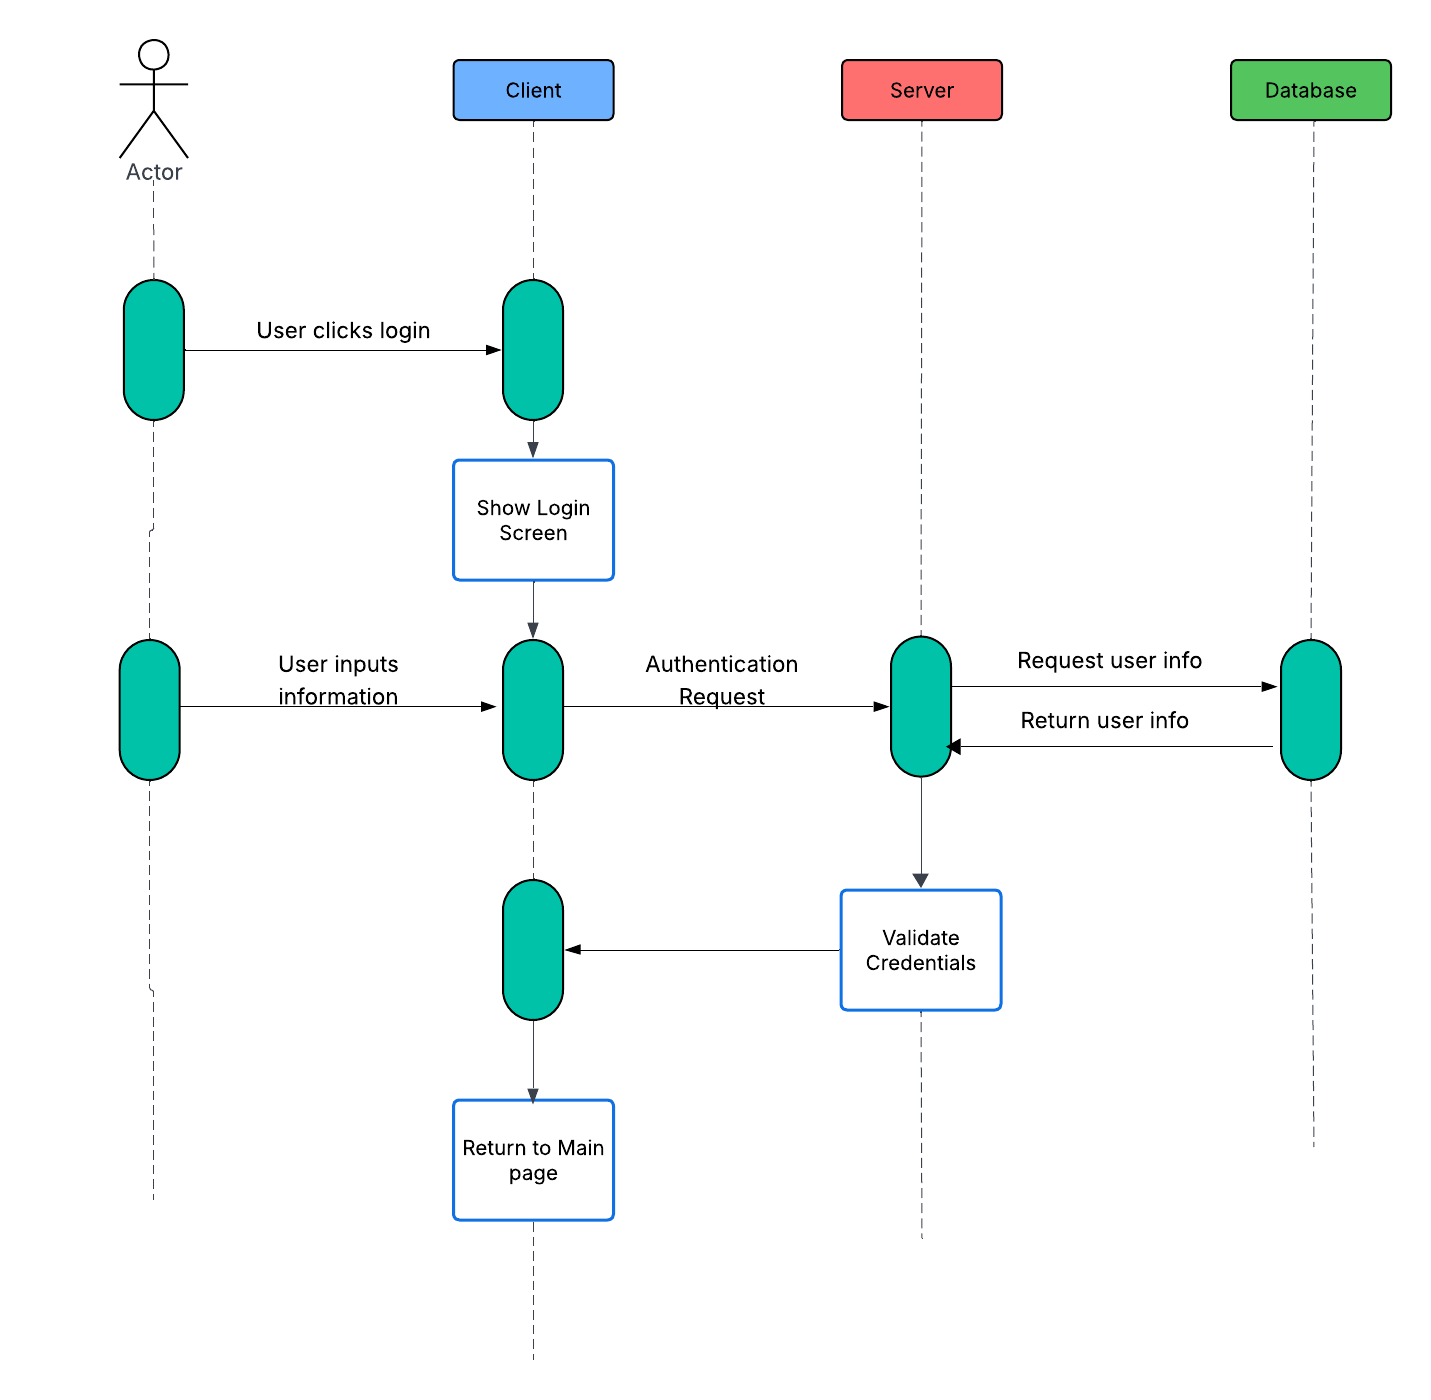 Actor
Client
Server
Database
User clicks login
Show Login
Screen
User inputs
information
Authentication
Request
Request user info
Return user info
Validate
Credentials
Return to Main
page